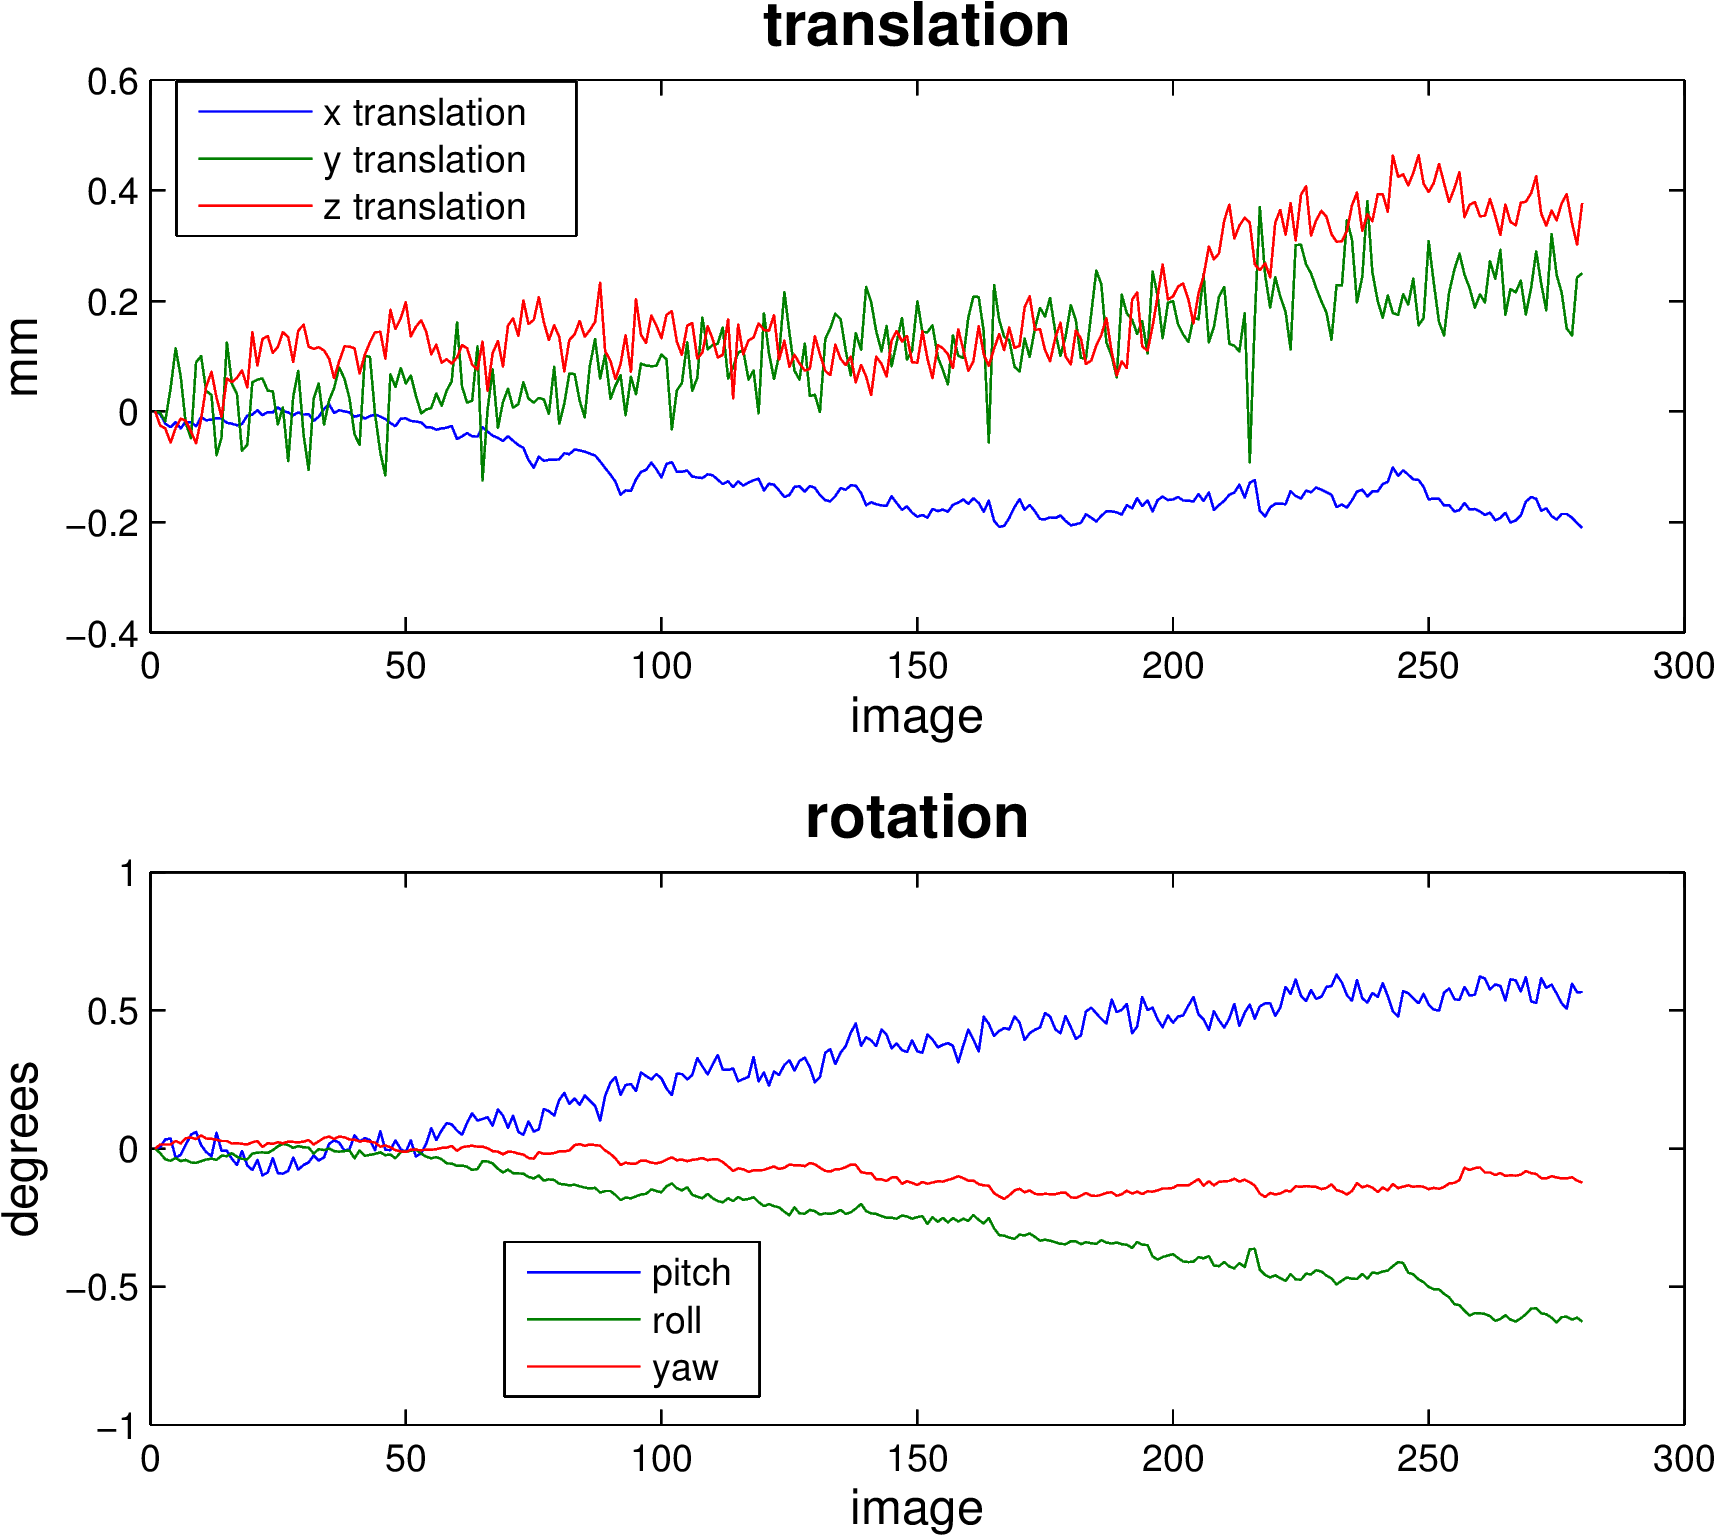 translation
0.6
0.4
0.2
0
−0.2
−0.4
mm
x translation
y translation
z translation
0 50 100 150 200 250 300
image
rotation
1
0.5
0
−0.5
−1
degrees
pitch
roll
yaw
0 50 100 150 200 250 300
image